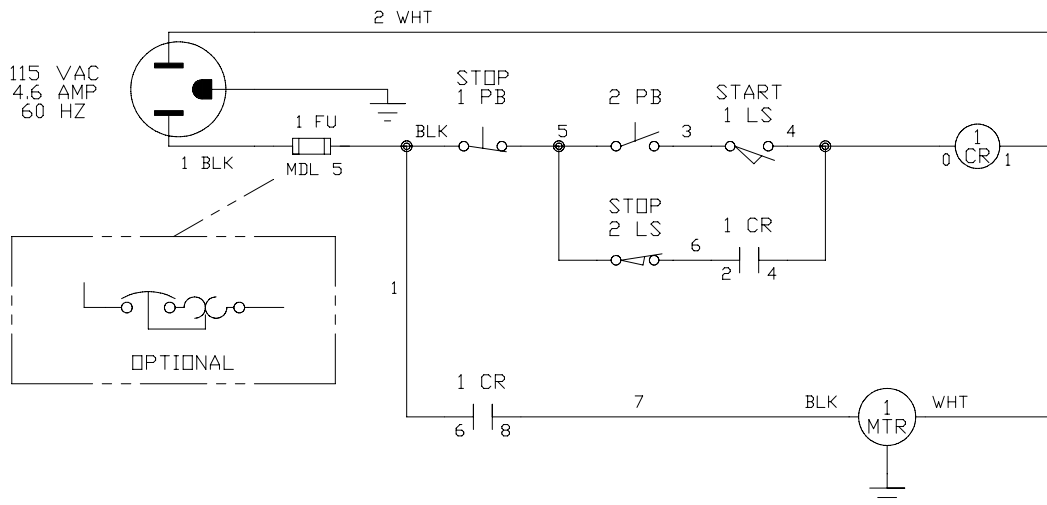 2 WHT
115 VAC
4.6 AMP
60 HZ
STOP
1 PB
2 PB
START
1 LS
1 FU
BLK
5
3
4
1
CR
0
1
1 BLK
MDL 5
STOP
2 LS
1 CR
6
2
4
1
OPTIONAL
1 CR
7
BLK
1
MTR
WHT
6
8